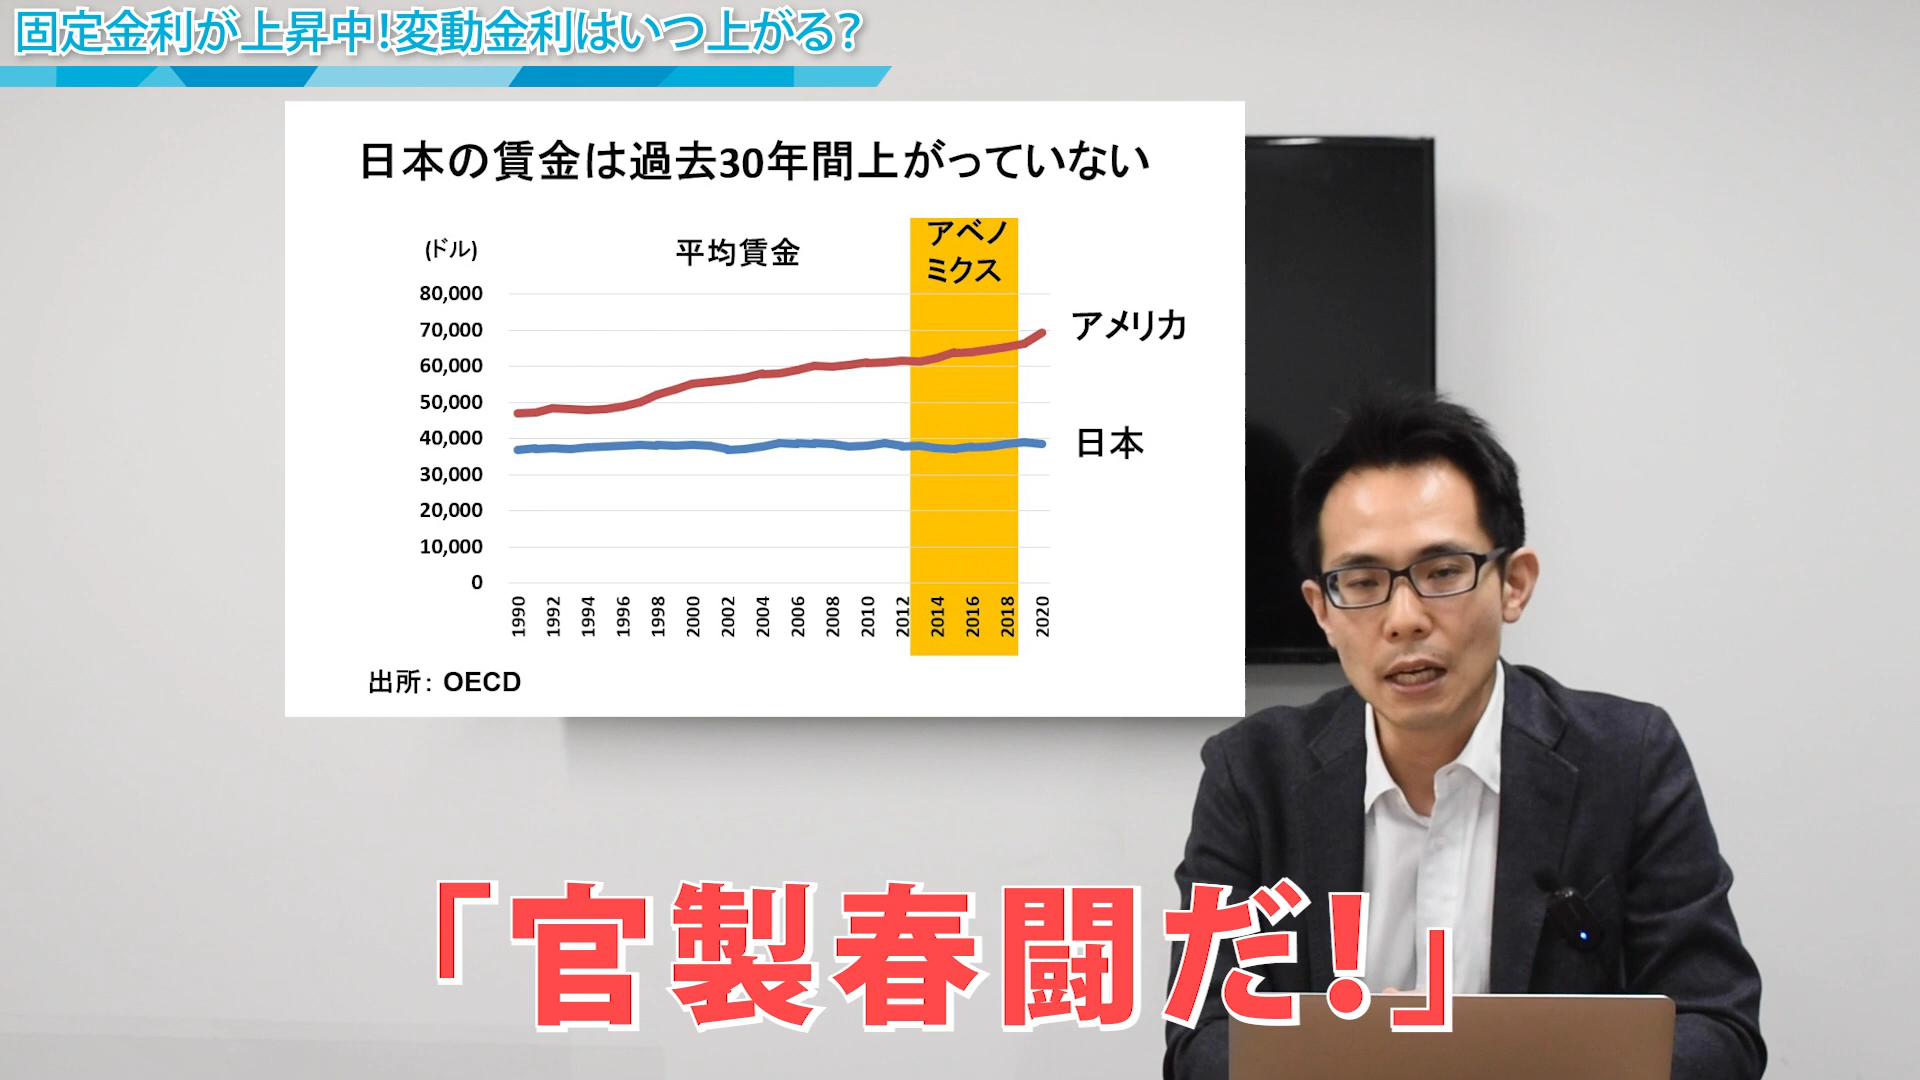 固定金利が上昇中!変動金利はいつ上がる?
日本の賃金は過去30年間上がっていない
(ドル)
平均賃金
アベノ
ミクス
80,000
70,000
60,000
50,000
40,000
30,000
20,000
10,000
0
アメリカ
日本
1990
1992
1994
1996
1998
2000
2002
2004
2006
2008
2010
2012
2014
2016
2018
2020
出所: OECD
「官製春闘だ!」